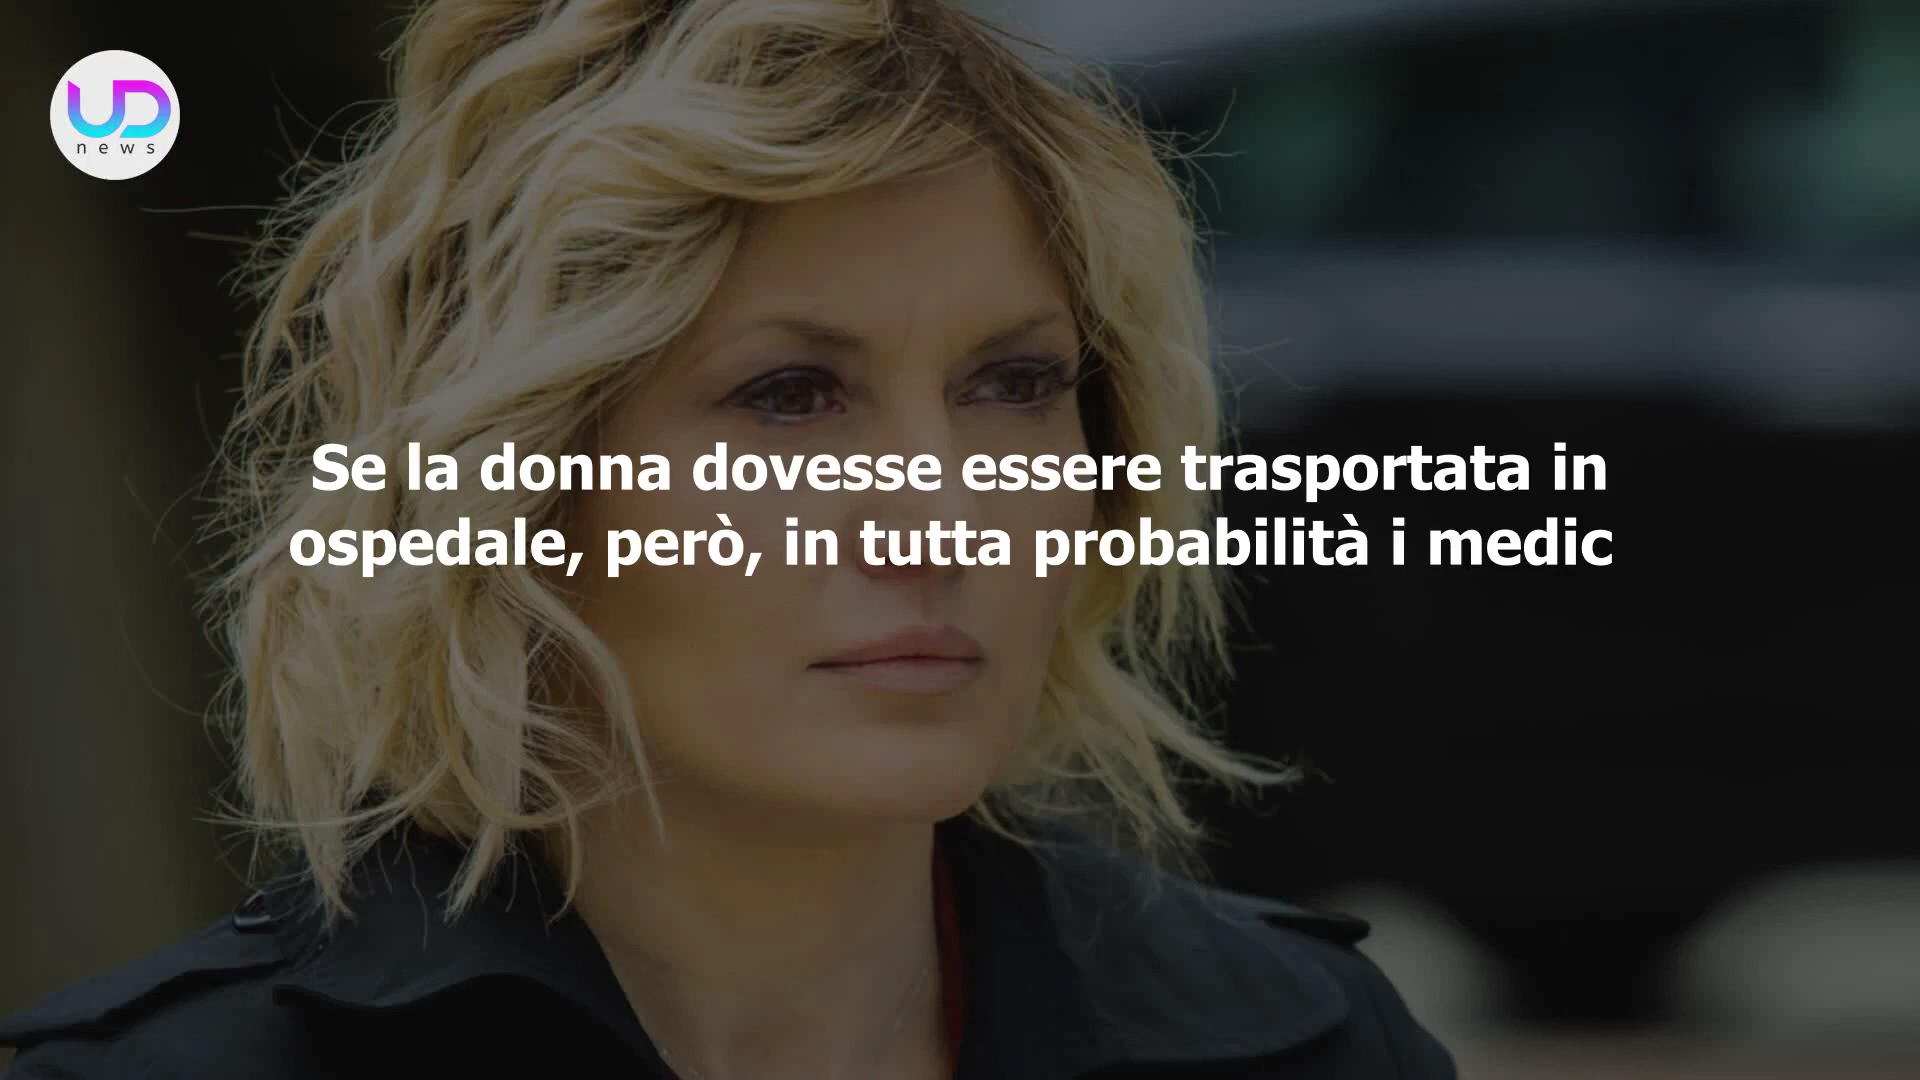 UD
news
Se la donna dovesse essere trasportata in
ospedale, però, in tutta probabilità i medic